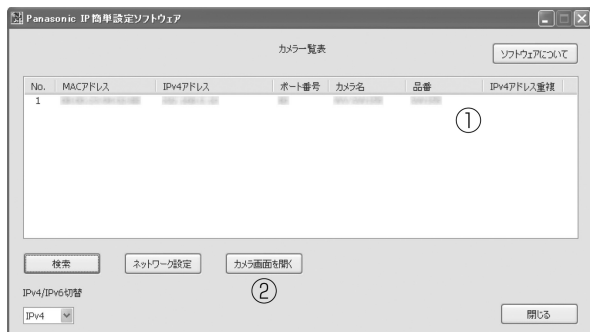 Panasonic IP簡単設定ソフトウェア
カメラ一覧表
ソフトウェアについて
No. MACアドレス IPv4アドレス ポート番号 カメラ名 品番 IPv4アドレス重複
1
①
検索 ネットワーク設定 カメラ画面を開く
②
IPv4/IPv6切替
IPv4 閉じる